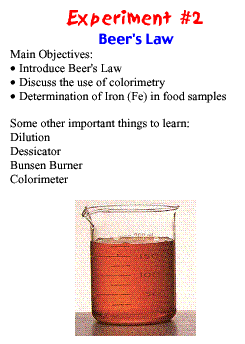 Experiment #2
Beer's Law
Main Objectives:
• Introduce Beer's Law
• Discuss the use of colorimetry
• Determination of Iron (Fe) in food samples
Some other important things to learn:
Dilution
Dessicator
Bunsen Burner
Colorimeter